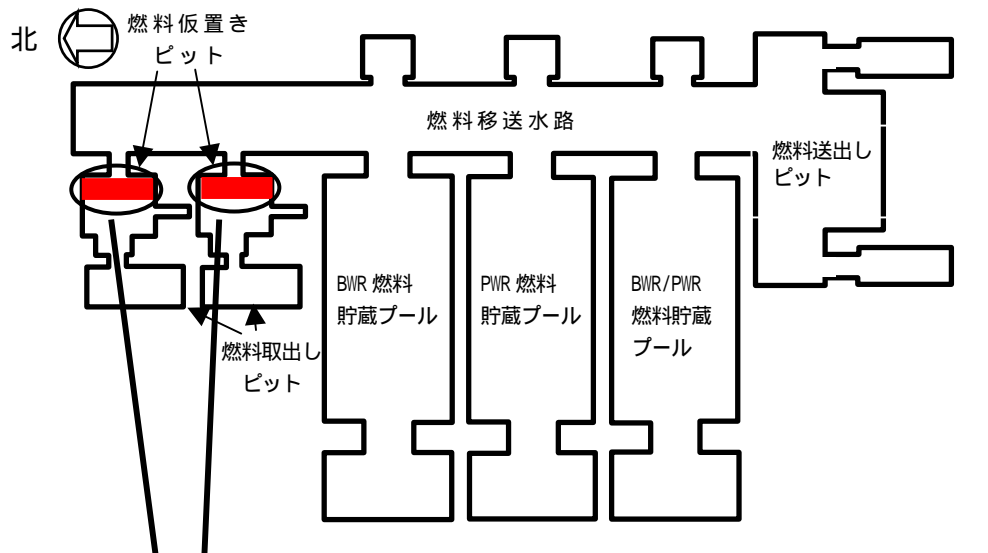 北
燃料仮置き
ピット
燃料移送水路
燃料送出し
ピット
BWR 燃料
貯蔵プール
PWR 燃料
貯蔵プール
BWR/PWR
燃料貯蔵
プール
燃料取出し
ピット